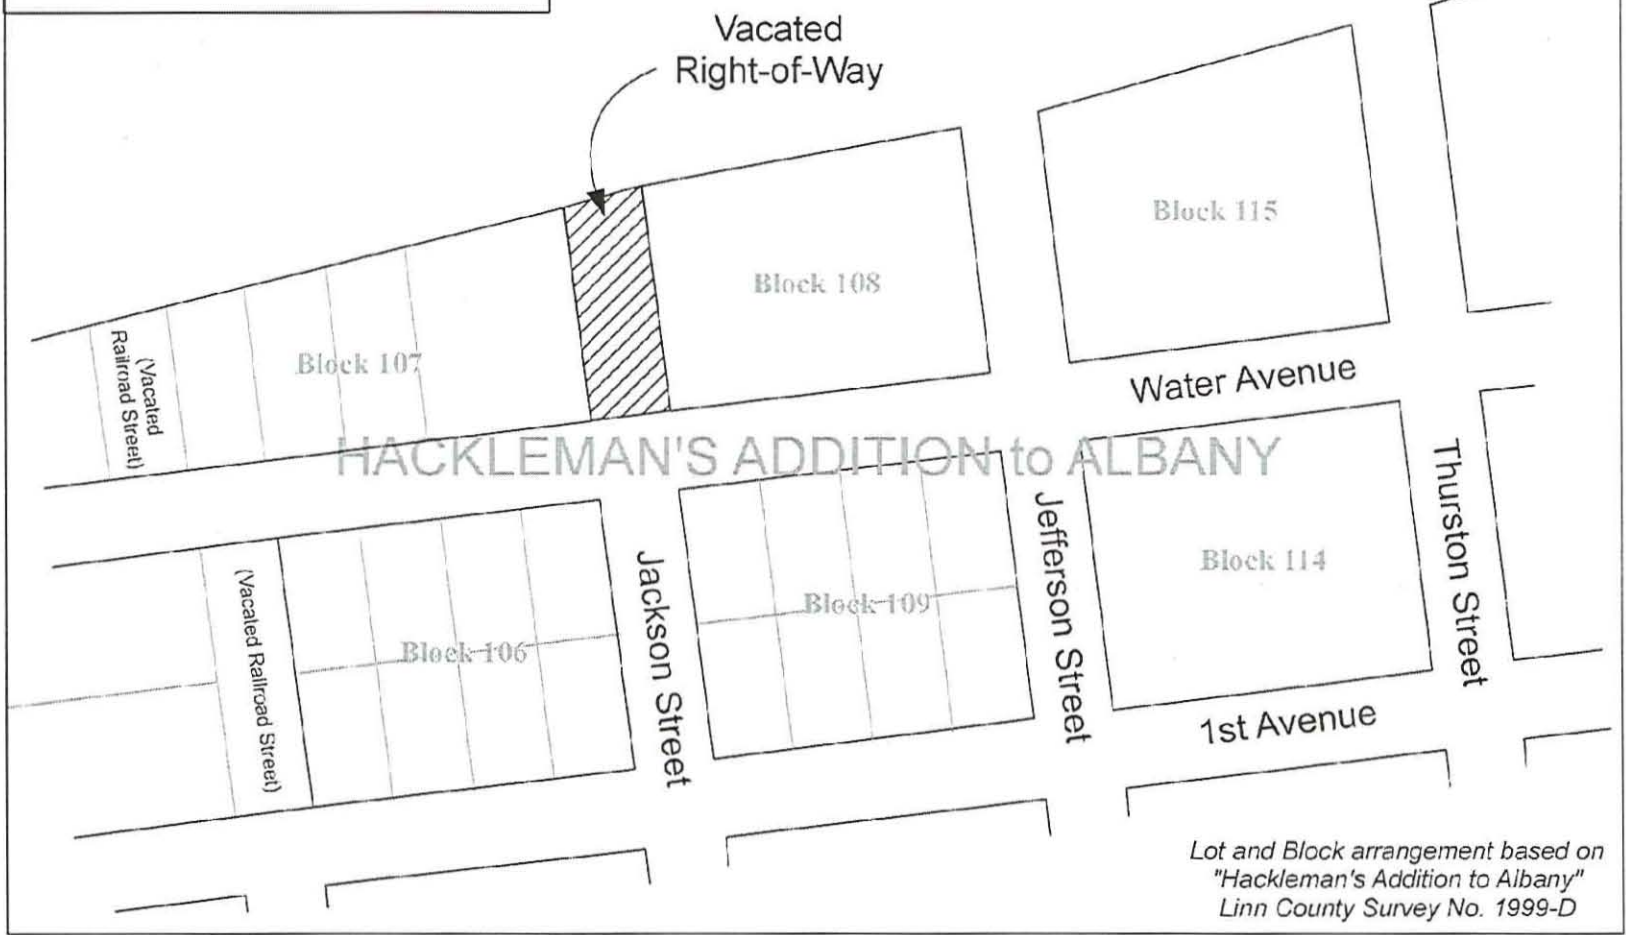 Vacated
Right-of-Way
Block 115
Block 108
Block 107
(Vacated
Railroad Street)
Water Avenue
HACKLEMAN'S ADDITION to ALBANY
Thurston Street
Jefferson Street
Jackson Street
Block 114
Block 109
Block 106
(Vacated Railroad Street)
1st Avenue
Lot and Block arrangement based on
"Hackleman's Addition to Albany"
Linn County Survey No. 1999-D